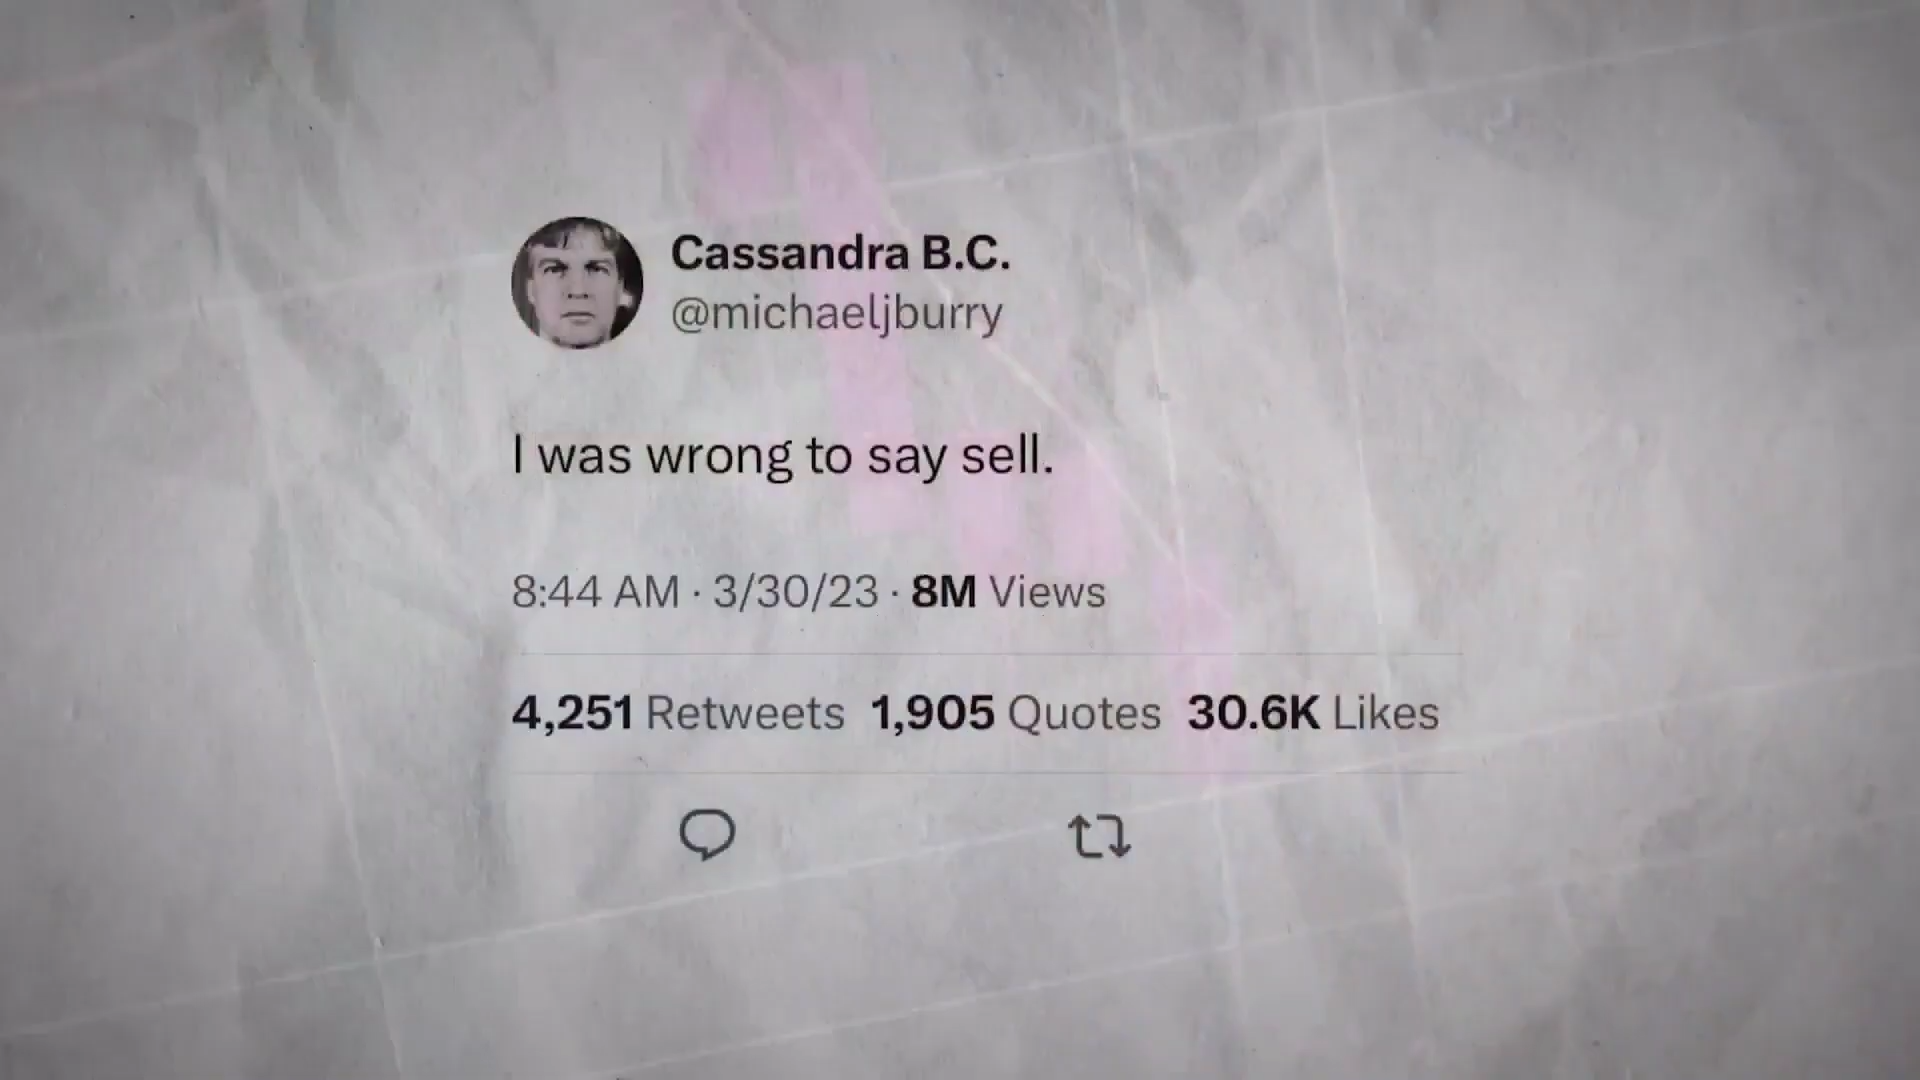 Cassandra B.C.
@michaeljburry
I was wrong to say sell.
8:44 AM · 3/30/23 · 8M Views
4,251 Retweets 1,905 Quotes 30.6K Likes